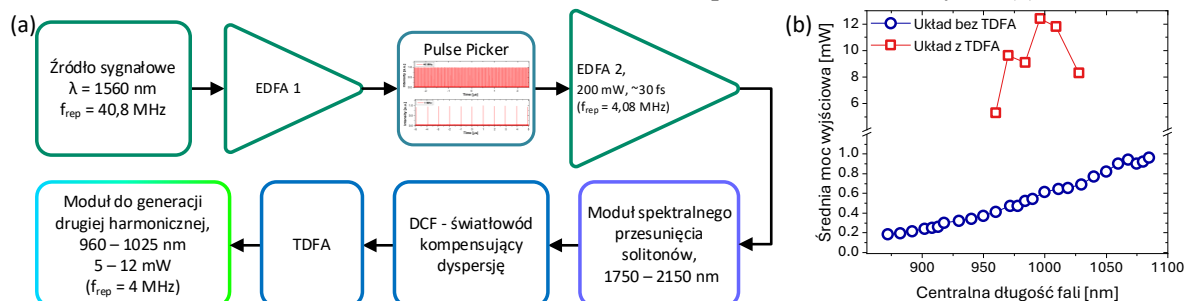 (a)
Źródło sygnałowe
λ = 1560 nm
frep = 40,8 MHz
EDFA 1
Pulse Picker
EDFA 2,
200 mW, ~30 fs
(frep = 4,08 MHz)
Moduł do generacji
drugiej harmonicznej,
960 – 1025 nm
5 – 12 mW
(frep = 4 MHz)
TDFA
DCF - światłowód
kompensujący
dyspersję
Moduł spektralnego
przesunięcia
solitonów,
1750 – 2150 nm
(b)
Układ bez TDFA
Układ z TDFA
Średnia moc wyjściowa [mW]
12
10
8
6
1.0
0.8
0.6
0.4
0.2
0.0
900 950 1000 1050 1100
Centralna długość fali [nm]